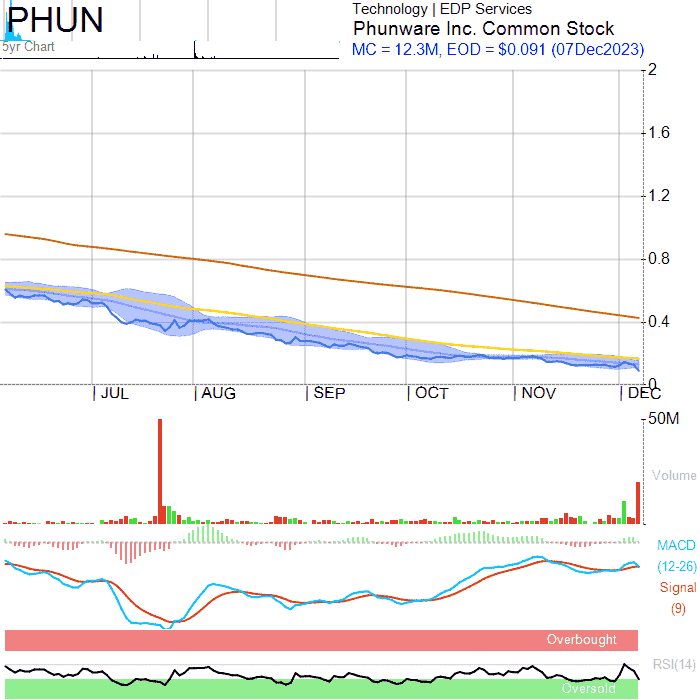 PHUN
5yr Chart
Technology | EDP Services
Phunware Inc. Common Stock
MC = 12.3M, EOD = $0.091 (07Dec2023)
2
1.6
1.2
0.8
0.4
0
| JUL | AUG | SEP | OCT | NOV | DEC
50M
Volume
MACD
(12-26)
Signal
(9)
Overbought
RSI(14)
Oversold